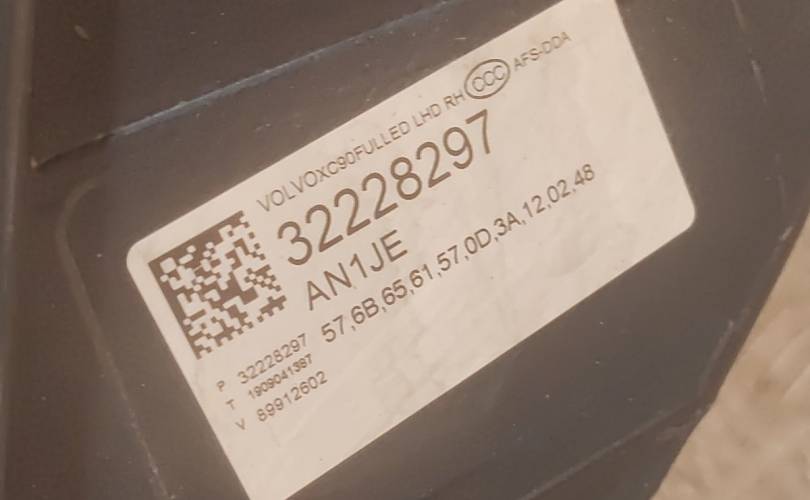 VOLVOXC90FULLED LHD RH CCC AFS-DDA
32228297
AN1JE
57,6B,65,61,57,0D,3A,12,02,48
P 32228297
T 1909041397
V 89912602